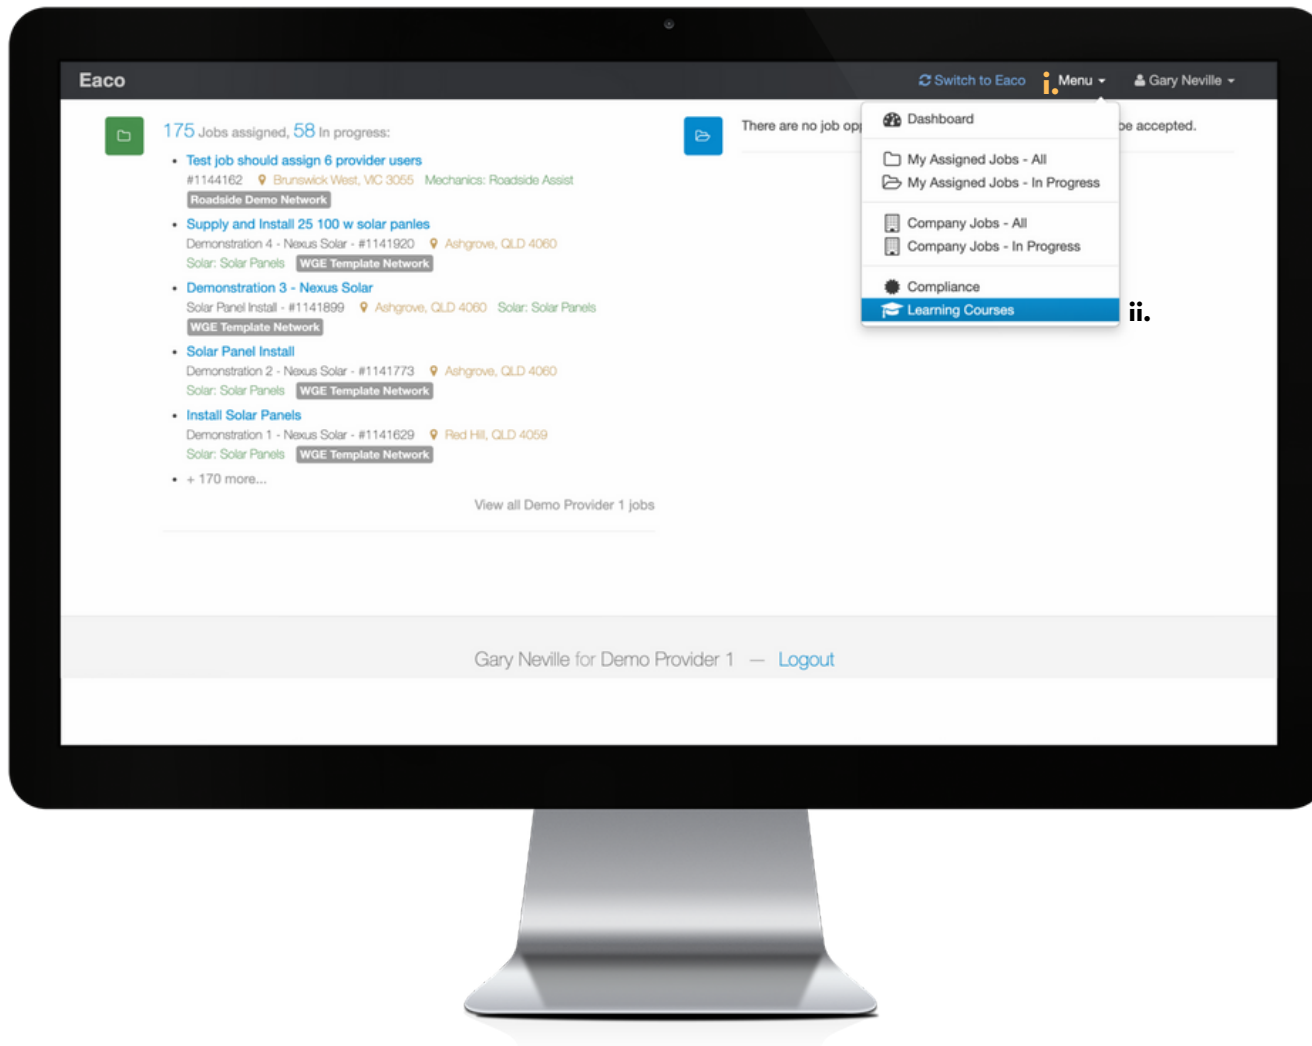 Eaco
Switch to Eaco
i. Menu
Gary Neville
175 Jobs assigned, 58 In progress:
Test job should assign 6 provider users
#1144162 Brunswick West, VIC 3055 Mechanics: Roadside Assist
Roadside Demo Network
Supply and Install 25 100 w solar panles
Demonstration 4 - Nexus Solar - #1141920 Ashgrove, QLD 4060
Solar: Solar Panels WGE Template Network
Demonstration 3 - Nexus Solar
Solar Panel Install - #1141899 Ashgrove, QLD 4060 Solar: Solar Panels
WGE Template Network
Solar Panel Install
Demonstration 2 - Nexus Solar - #1141773 Ashgrove, QLD 4060
Solar: Solar Panels WGE Template Network
Install Solar Panels
Demonstration 1 - Nexus Solar - #1141629 Red Hill, QLD 4059
Solar: Solar Panels WGE Template Network
+ 170 more...
View all Demo Provider 1 jobs
There are no job opp be accepted.
Dashboard
My Assigned Jobs - All
My Assigned Jobs - In Progress
Company Jobs - All
Company Jobs - In Progress
Compliance
Learning Courses ii.
Gary Neville for Demo Provider 1 — Logout